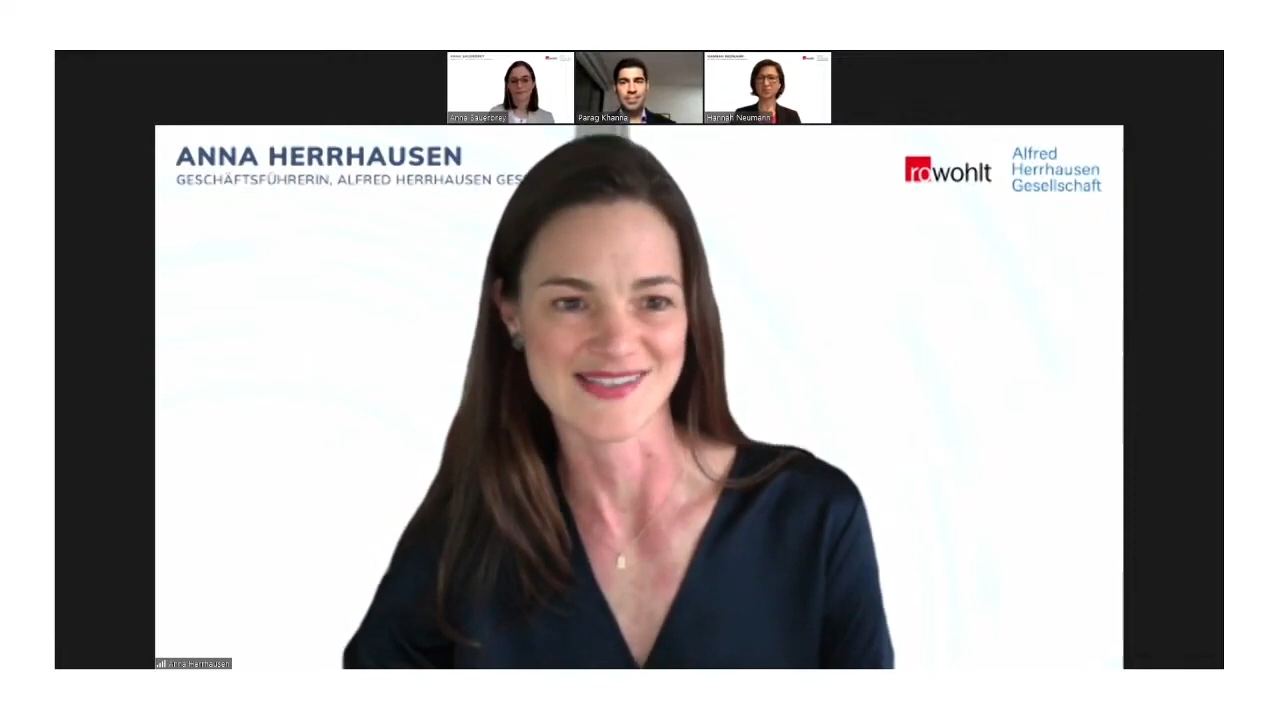 Anna Sauerbrey
Parag Khanna
Hannah Neumann
ANNA HERRHAUSEN
GESCHÄFTSFÜHRERIN, ALFRED HERRHAUSEN GES
rowohlt
Alfred
Herrhausen
Gesellschaft
Anna Herrhausen